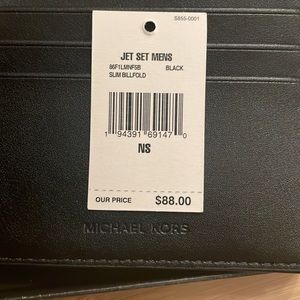 S855-0001
JET SET MENS
86F1LMNF5B BLACK
SLIM BILLFOLD
1 94391 69147 0
NS
OUR PRICE $88.00
MICHAEL KORS